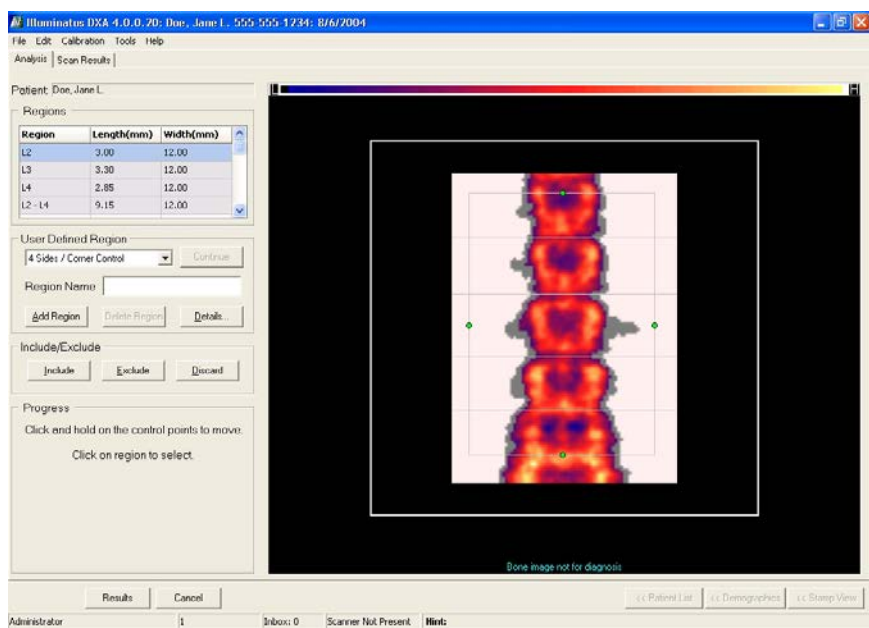 Illuminatus DXA 4.0.0.20: Doe, Jane L. 555-555-1234: 8/6/2004
File Edit Calibration Tools Help
Analysis Scan Results
Patient: Doe, Jane L.
Regions
Region Length(mm) Width(mm)
L2 3.00 12.00
L3 3.30 12.00
L4 2.85 12.00
L2 - L4 9.15 12.00
User Defined Region
4 Sides / Corner Control Continue
Region Name
Add Region Delete Region Details...
Include/Exclude
Include Exclude Discard
Progress
Click and hold on the control points to move.
Click on region to select.
Bone image not for diagnosis
Results Cancel << Patient List << Demographics << Stamp View
Administrator 1 Inbox: 0 Scanner Not Present Hint: